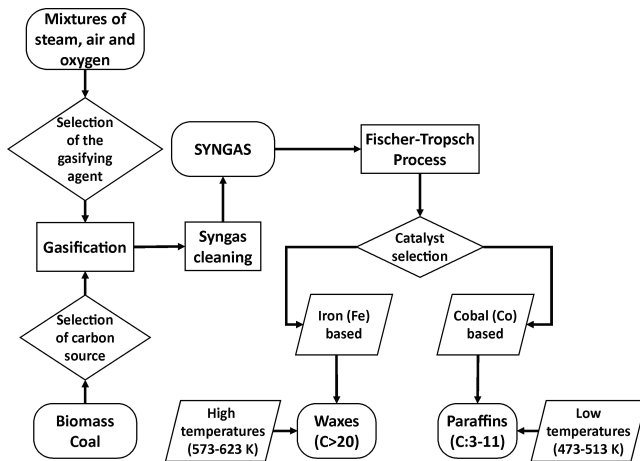 Mixtures of
steam, air and
oxygen
Selection
of the
gasifying
agent
SYNGAS
Fischer-Tropsch
Process
Gasification
Syngas
cleaning
Catalyst
selection
Selection
of carbon
source
Iron (Fe)
based
Cobal (Co)
based
Biomass
Coal
High
temperatures
(573-623 K)
Waxes
(C>20)
Paraffins
(C:3-11)
Low
temperatures
(473-513 K)